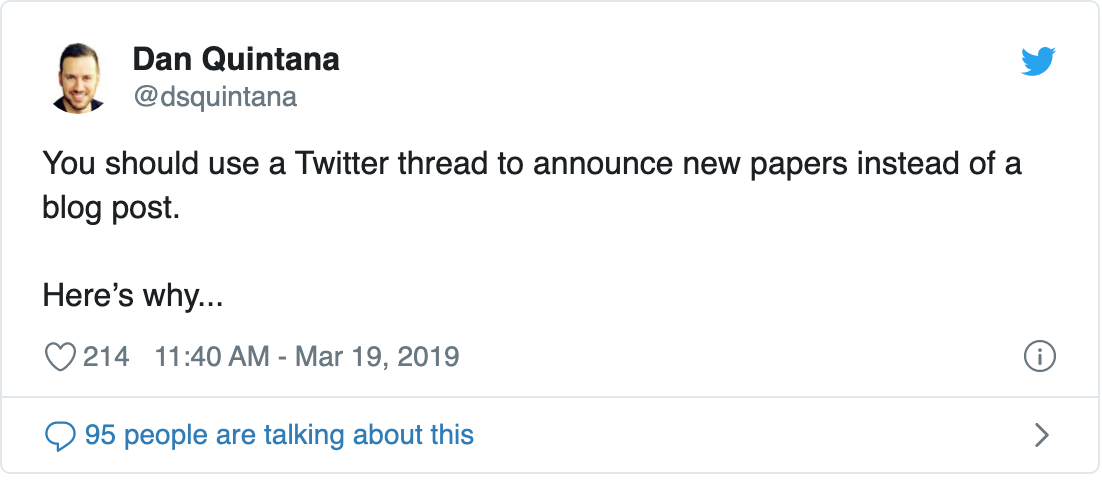 Dan Quintana
@dsquintana
You should use a Twitter thread to announce new papers instead of a
blog post.
Here’s why...
214 11:40 AM - Mar 19, 2019
95 people are talking about this